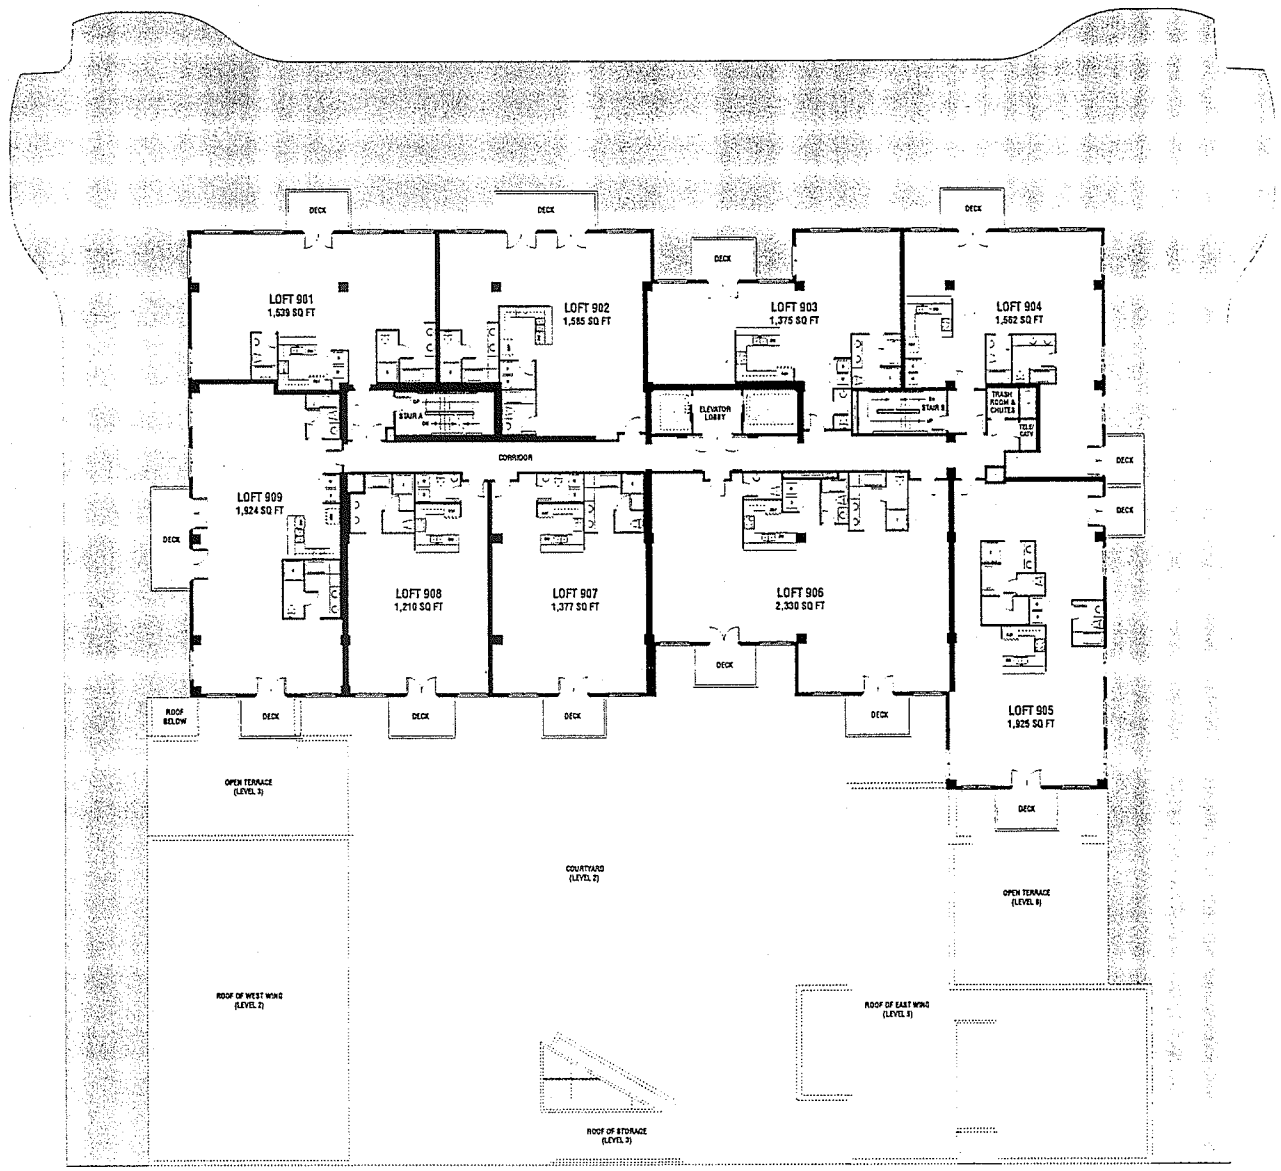 DECK
DECK
DECK
DECK
LOFT 901
1,539 SQ FT
LOFT 902
1,585 SQ FT
LOFT 903
1,375 SQ FT
LOFT 904
1,562 SQ FT
STAIR A
UP
DN
ELEVATOR
LOBBY
STAIR B
DN
UP
TRASH
ROOM &
CHUTES
TELE/
CATV
CORRIDOR
DECK
DECK
DECK
LOFT 909
1,924 SQ FT
LOFT 908
1,210 SQ FT
LOFT 907
1,377 SQ FT
LOFT 906
2,330 SQ FT
LOFT 905
1,925 SQ FT
DECK
ROOF
BELOW
DECK
DECK
DECK
DECK
DECK
OPEN TERRACE
(LEVEL 3)
COURTYARD
(LEVEL 2)
OPEN TERRACE
ROOF OF WEST WING
(LEVEL 2)
ROOF OF EAST WING
(LEVEL 5)
ROOF OF STORAGE
(LEVEL 3)